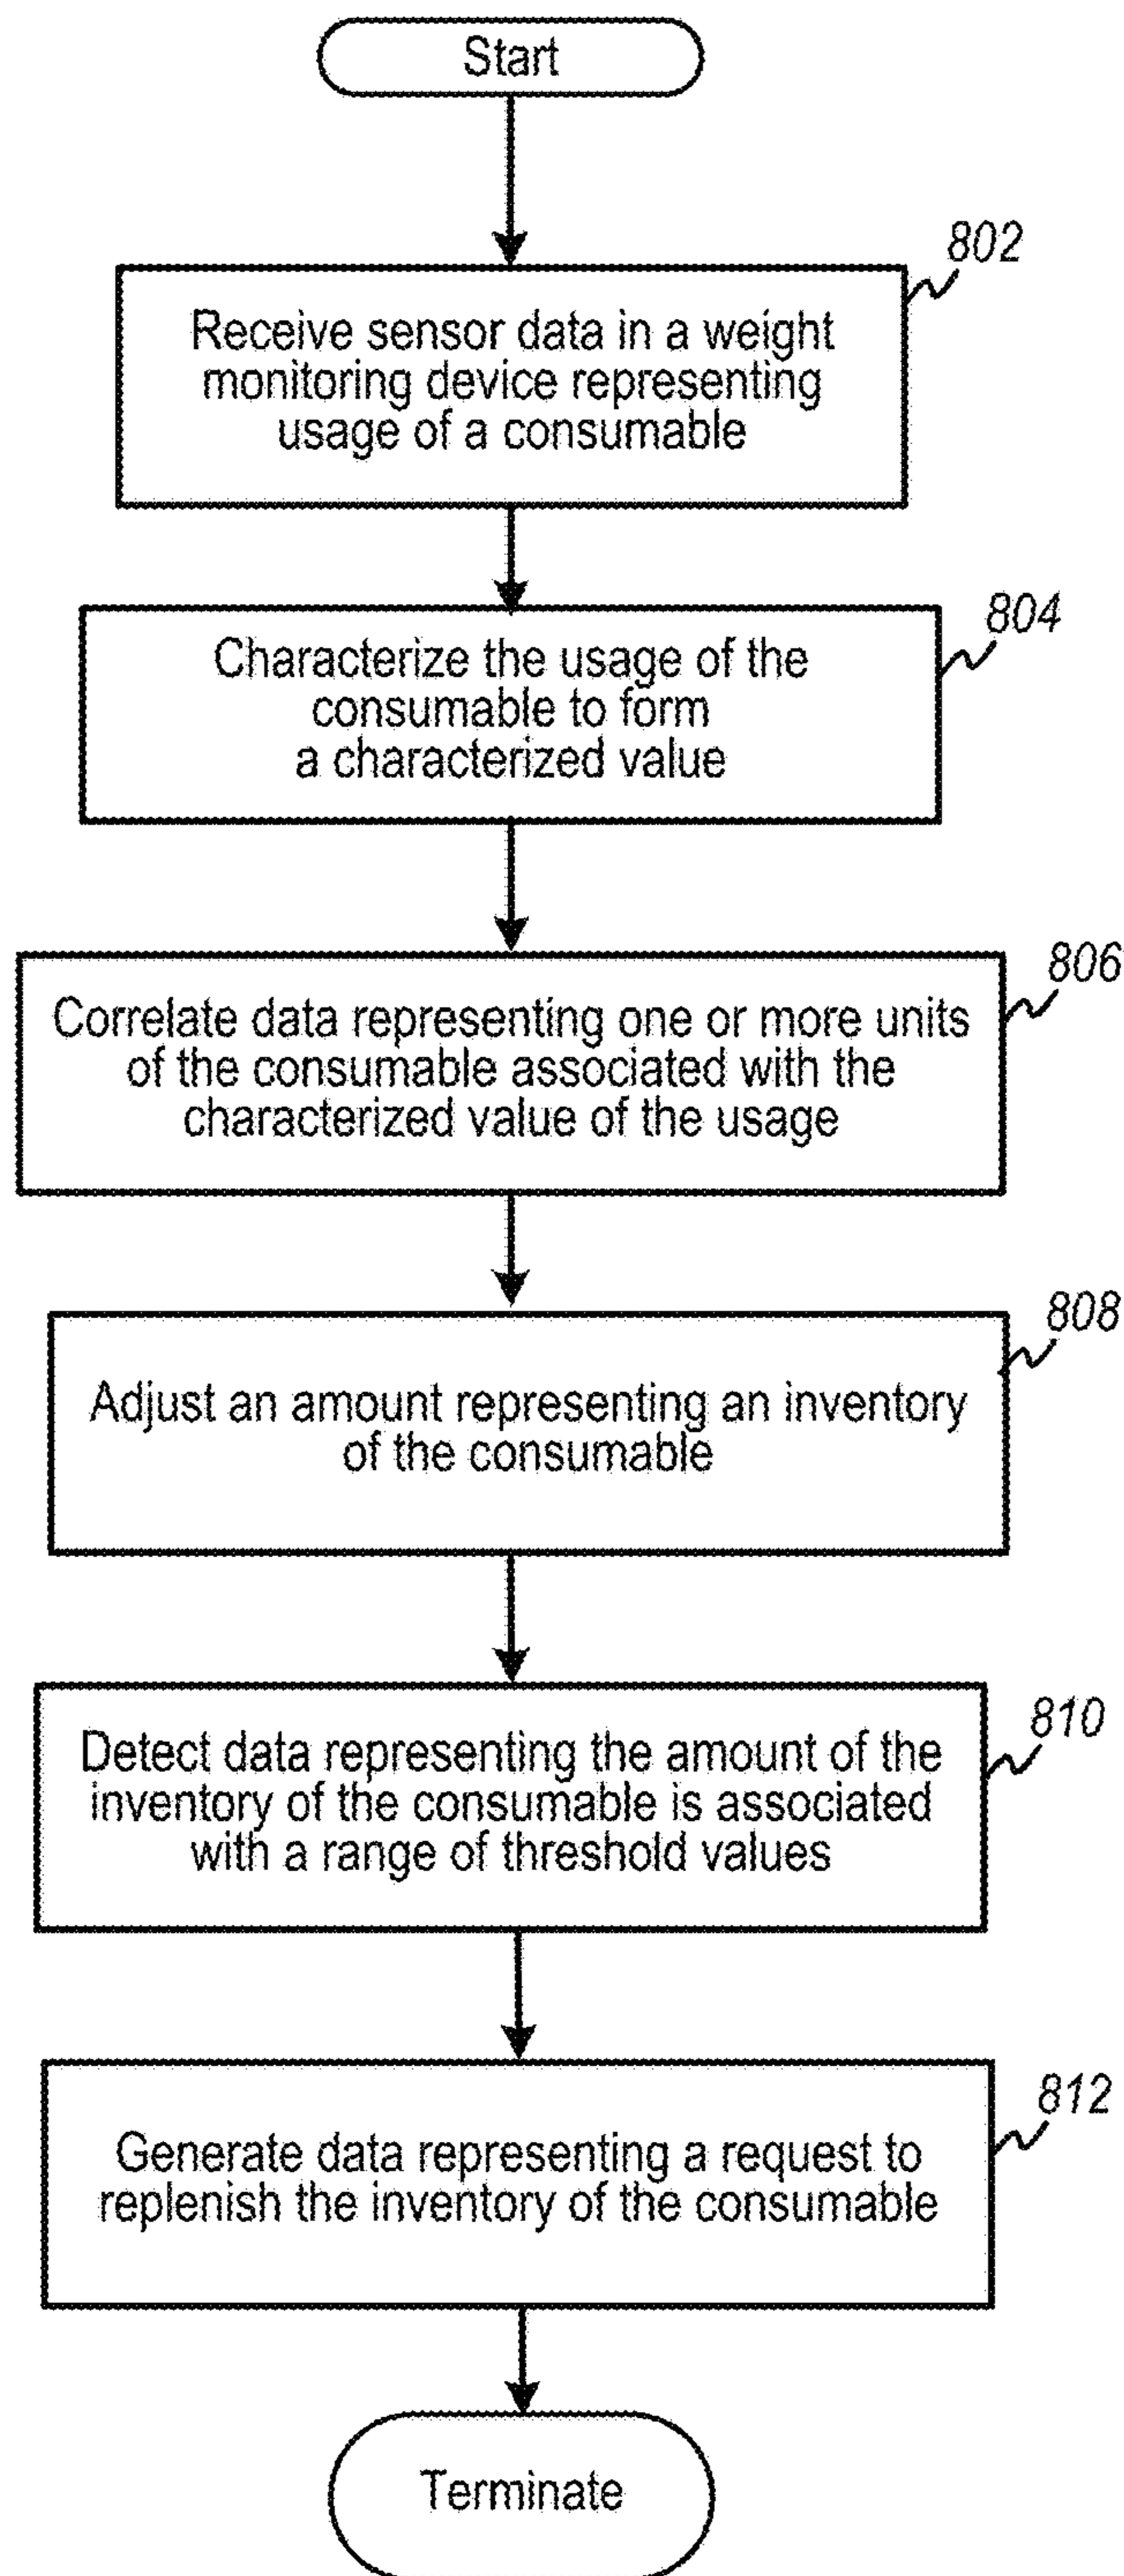 Start
802
Receive sensor data in a weight
monitoring device representing
usage of a consumable
804
Characterize the usage of the
consumable to form
a characterized value
806
Correlate data representing one or more units
of the consumable associated with the
characterized value of the usage
808
Adjust an amount representing an inventory
of the consumable
810
Detect data representing the amount of the
inventory of the consumable is associated
with a range of threshold values
812
Generate data representing a request to
replenish the inventory of the consumable
Terminate